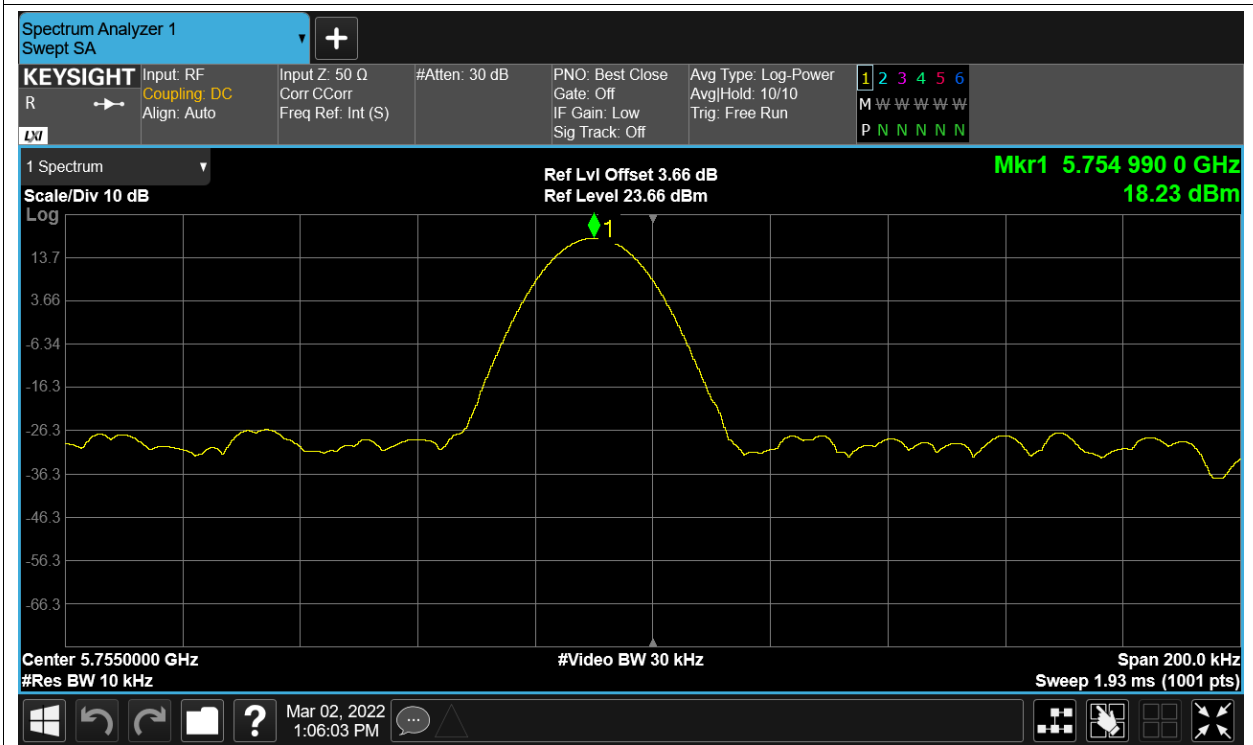 Spectrum Analyzer 1
Swept SA
KEYSIGHT
R
LXI
Input: RF
Coupling: DC
Align: Auto
Input Z: 50 Ω
Corr CCorr
Freq Ref: Int (S)
#Atten: 30 dB
PNO: Best Close
Gate: Off
IF Gain: Low
Sig Track: Off
Avg Type: Log-Power
Avg|Hold: 10/10
Trig: Free Run
1 2 3 4 5 6
M W W W W W W
P N N N N N N
1 Spectrum
Scale/Div 10 dB
Log
Ref Lvl Offset 3.66 dB
Ref Level 23.66 dBm
Mkr1 5.754 990 0 GHz
18.23 dBm
1
13.7
3.66
-6.34
-16.3
-26.3
-36.3
-46.3
-56.3
-66.3
Center 5.7550000 GHz
#Res BW 10 kHz
#Video BW 30 kHz
Span 200.0 kHz
Sweep 1.93 ms (1001 pts)
?
Mar 02, 2022
1:06:03 PM